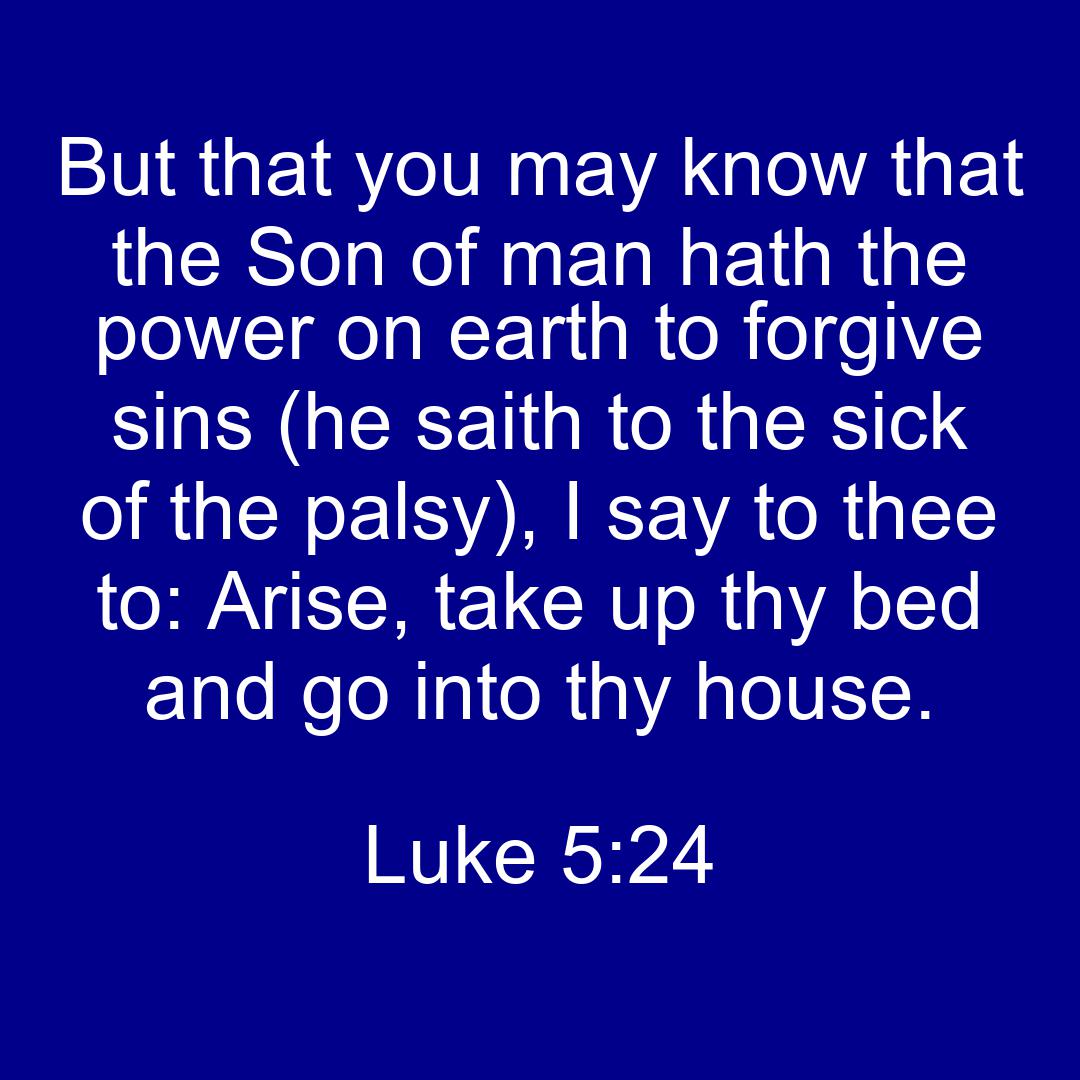 But that you may know that
the Son of man hath the
power on earth to forgive
sins (he saith to the sick
of the palsy), I say to thee
to: Arise, take up thy bed
and go into thy house.
Luke 5:24